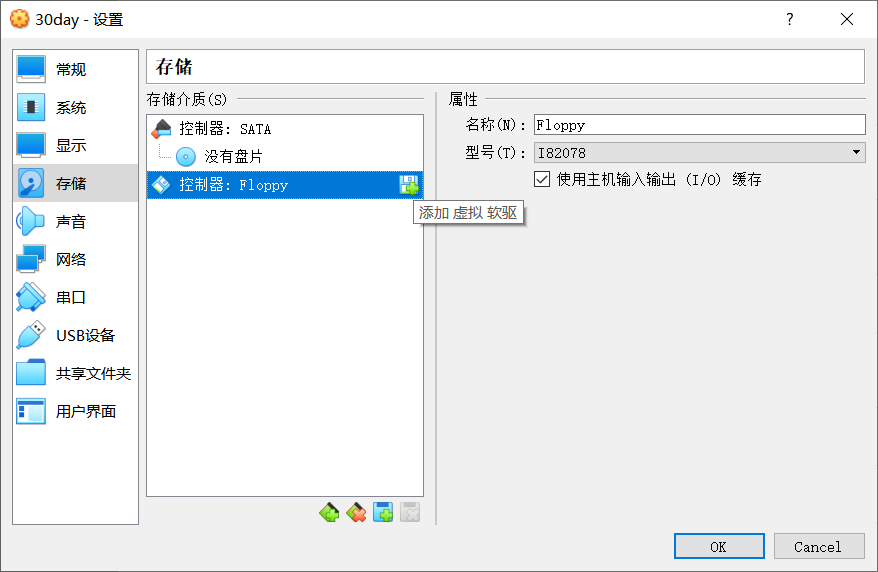 30day - 设置
?
常规
系统
显示
存储
声音
网络
串口
USB设备
共享文件夹
用户界面
存储
存储介质(S)
控制器: SATA
没有盘片
控制器: Floppy
添加 虚拟 软驱
属性
名称(N): Floppy
型号(T): I82078
使用主机输入输出 (I/O) 缓存
OK
Cancel